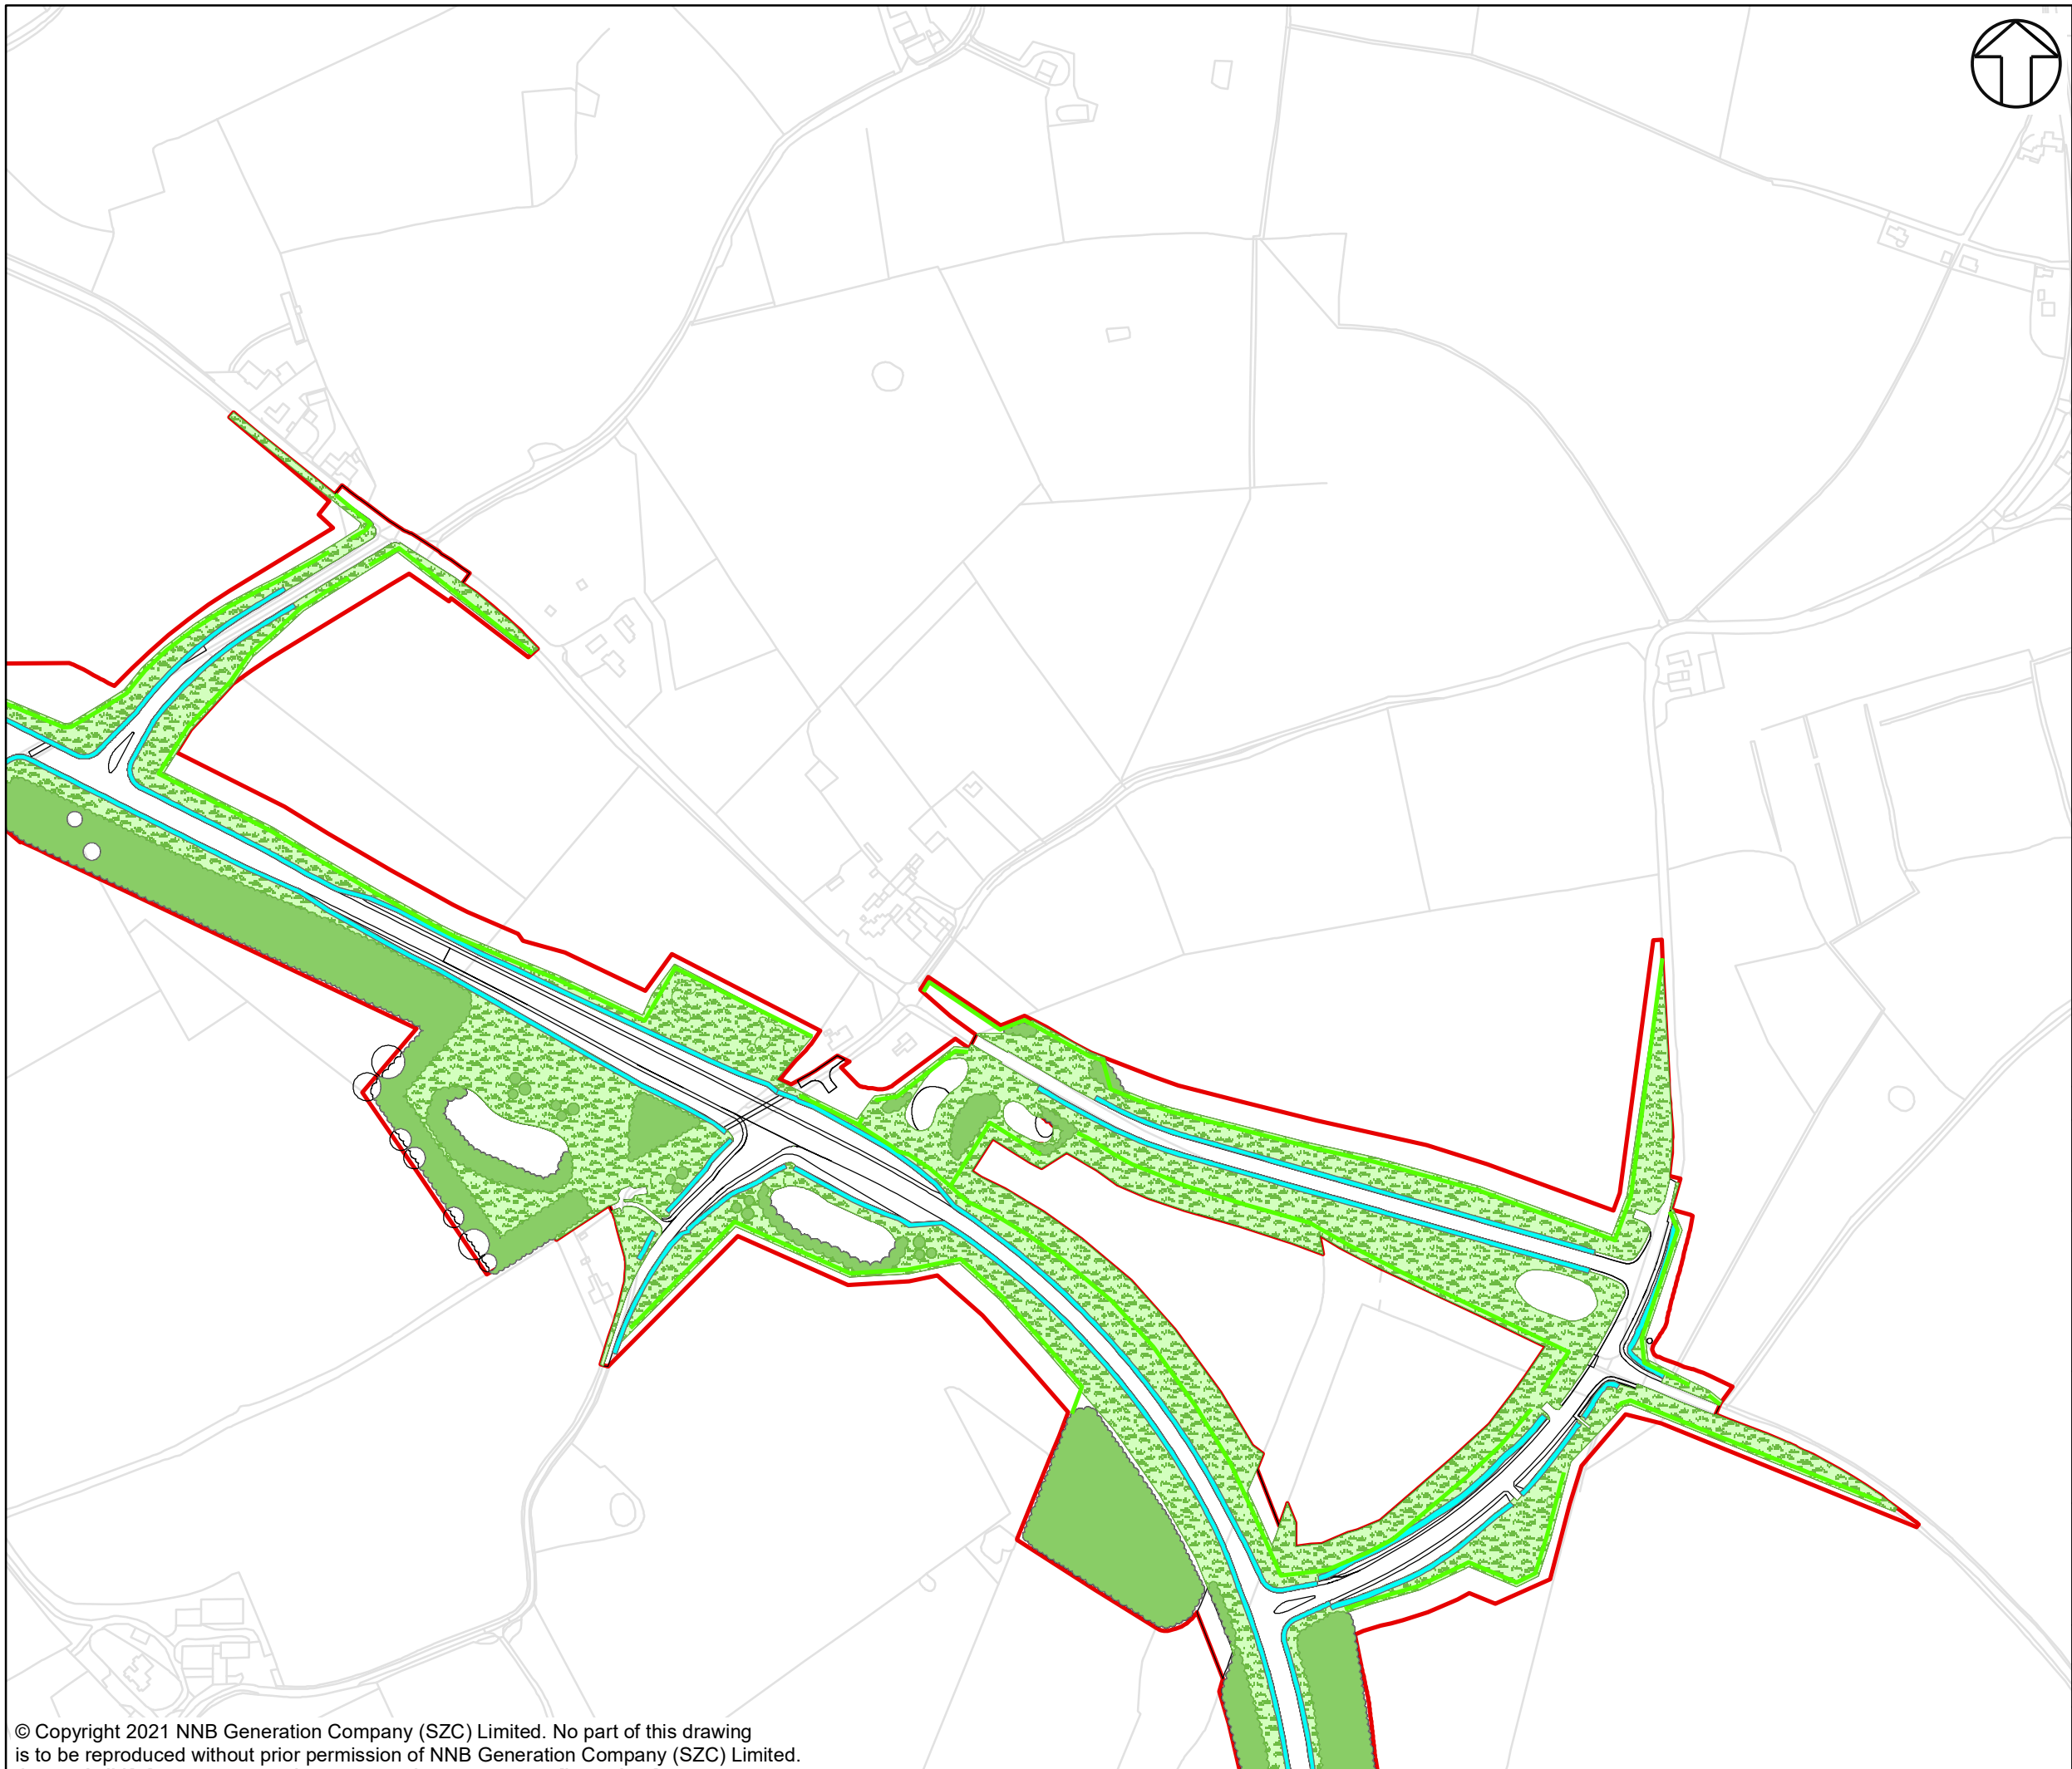 © Copyright 2021 NNB Generation Company (SZC) Limited. No part of this drawing
is to be reproduced without prior permission of NNB Generation Company (SZC) Limited.